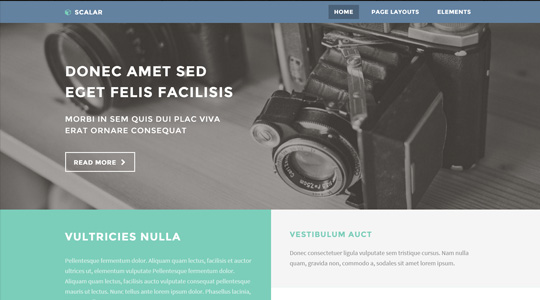 SCALAR
HOME PAGE LAYOUTS ELEMENTS
DONEC AMET SED
EGET FELIS FACILISIS
MORBI IN SEM QUIS DUI PLAC VIVA
ERAT ORNARE CONSEQUAT
READ MORE
VULTRICIES NULLA
Pellentesque fermentum dolor. Aliquam quam lectus, facilisis et auctor
ultrices ut, elementum vulputate Pellentesque fermentum dolor.
Aliquam quam lectus, facilisis aucto vulputate consequat pellentesque
mauris ut lectus. Nunc tellus ante lorem ipsum dolor. Phasellus lacinia,
VESTIBULUM AUCT
Donec consectetuer ligula vulputate sem tristique cursus. Nam nulla
quam, gravida non, commodo a, sodales sit amet lorem ipsum.